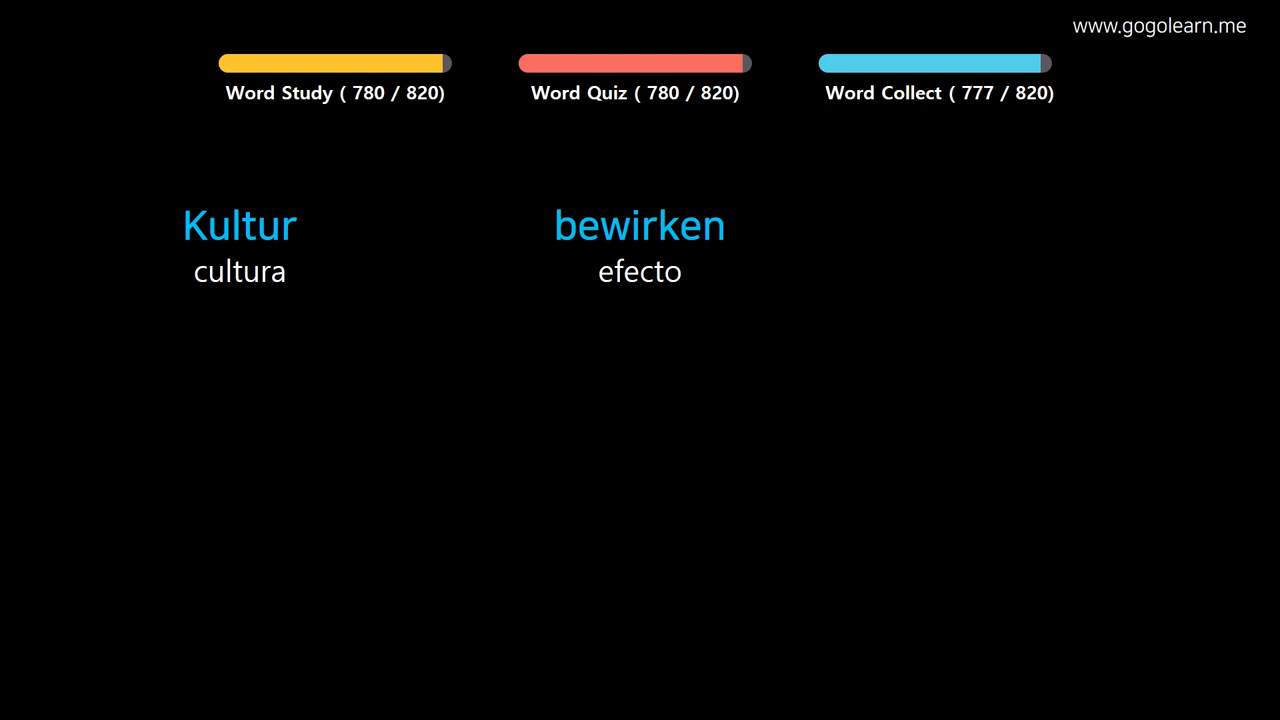 www.gogolearn.me
Word Study ( 780 / 820)
Word Quiz ( 780 / 820)
Word Collect ( 777 / 820)
Kultur
cultura
bewirken
efecto